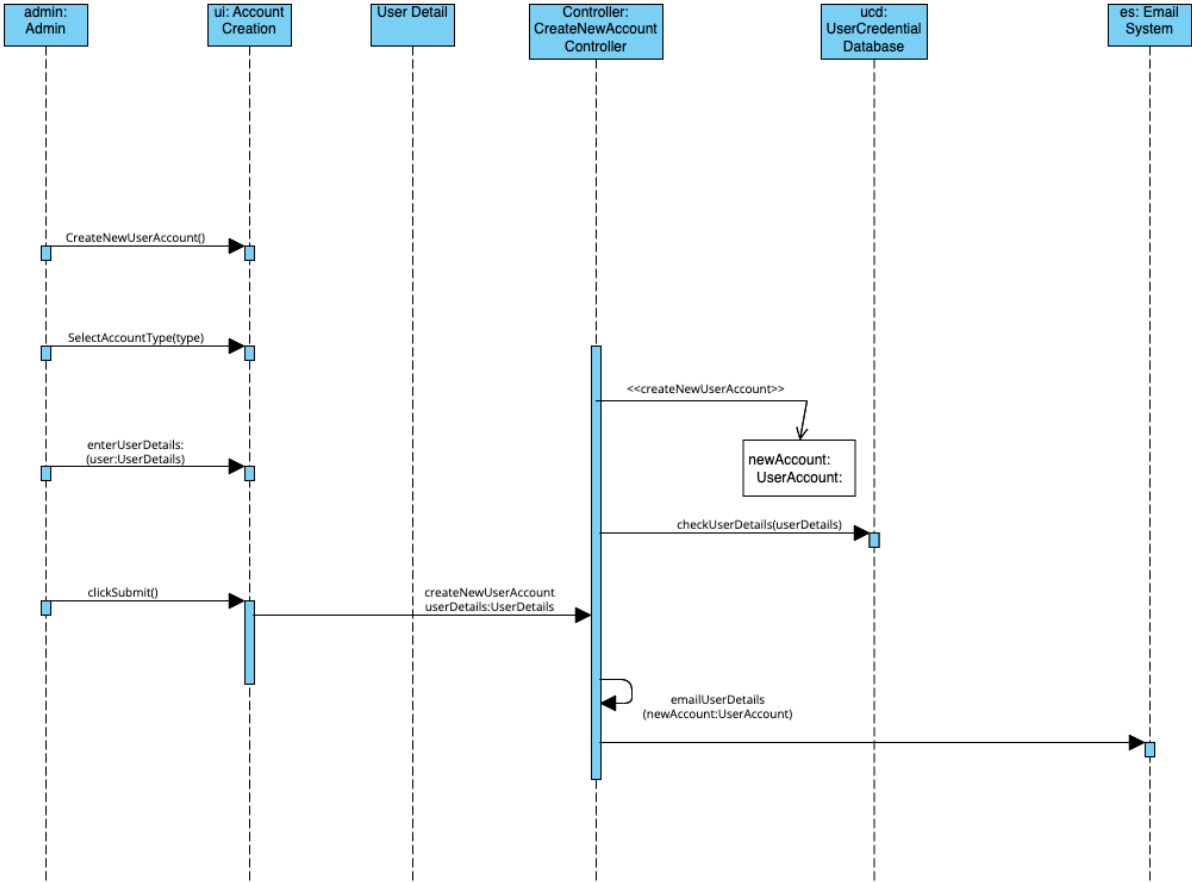 admin:
Admin
ui: Account
Creation
User Detail
Controller:
CreateNewAccount
Controller
ucd:
UserCredential
Database
es: Email
System
CreateNewUserAccount()
SelectAccountType(type)
<<createNewUserAccount>>
enterUserDetails:
(user:UserDetails)
newAccount:
UserAccount:
checkUserDetails(userDetails)
clickSubmit()
createNewUserAccount
userDetails:UserDetails
emailUserDetails
(newAccount:UserAccount)